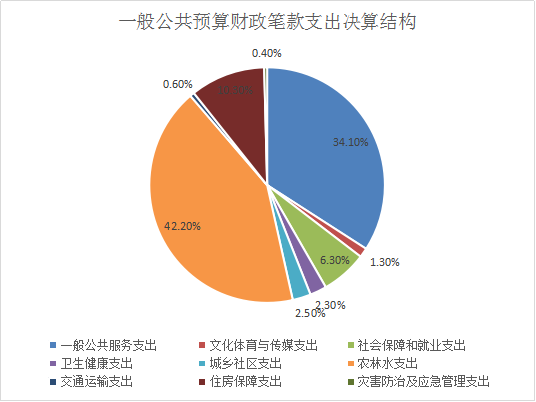 一般公共预算财政笔款支出决算结构
0.40%
0.60%
34.10%
42.20%
6.30%
1.30%
2.30%
2.50%
一般公共服务支出 文化体育与传媒支出 社会保障和就业支出
卫生健康支出 城乡社区支出 农林水支出
交通运输支出 住房保障支出 灾害防治及应急管理支出